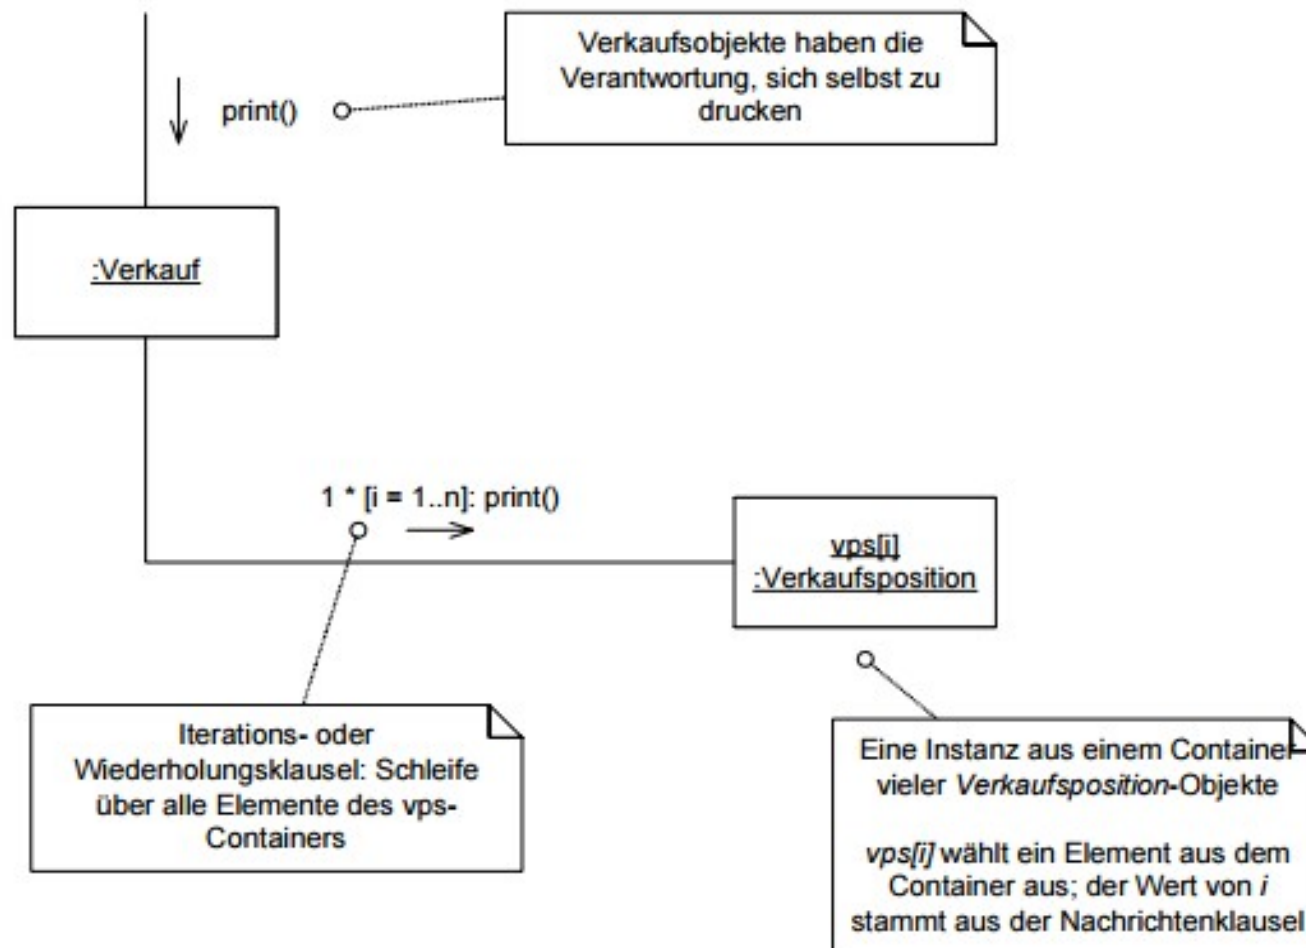 Verkaufsobjekte haben die
Verantwortung, sich selbst zu
drucken
print()
:Verkauf
1 * [i = 1..n]: print()
vps[i]
:Verkaufsposition
Iterations- oder
Wiederholungsklausel: Schleife
über alle Elemente des vps-
Containers
Eine Instanz aus einem Container
vieler Verkaufsposition-Objekte
vps[i] wählt ein Element aus dem
Container aus; der Wert von i
stammt aus der Nachrichtenklausel